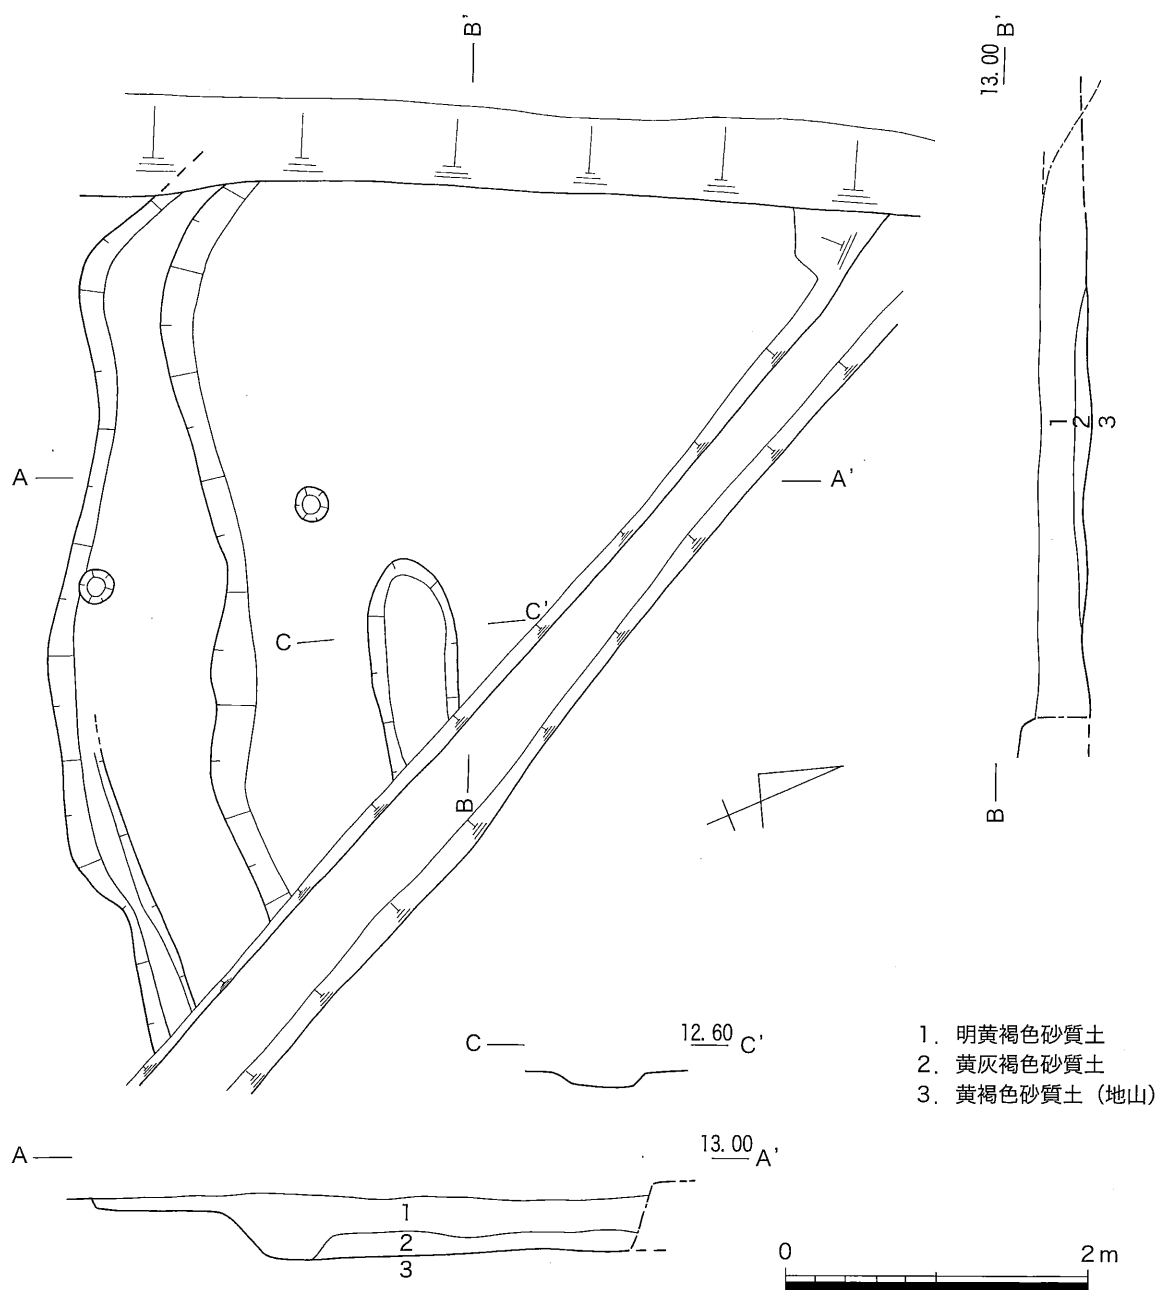 B'
13.00 B'
A
A'
1 2 3
C
C'
B
B
C
12.60 C'
1. 明黄褐色砂質土
2. 黄灰褐色砂質土
3. 黄褐色砂質土（地山）
A
13.00 A'
1
2
3
0 2m